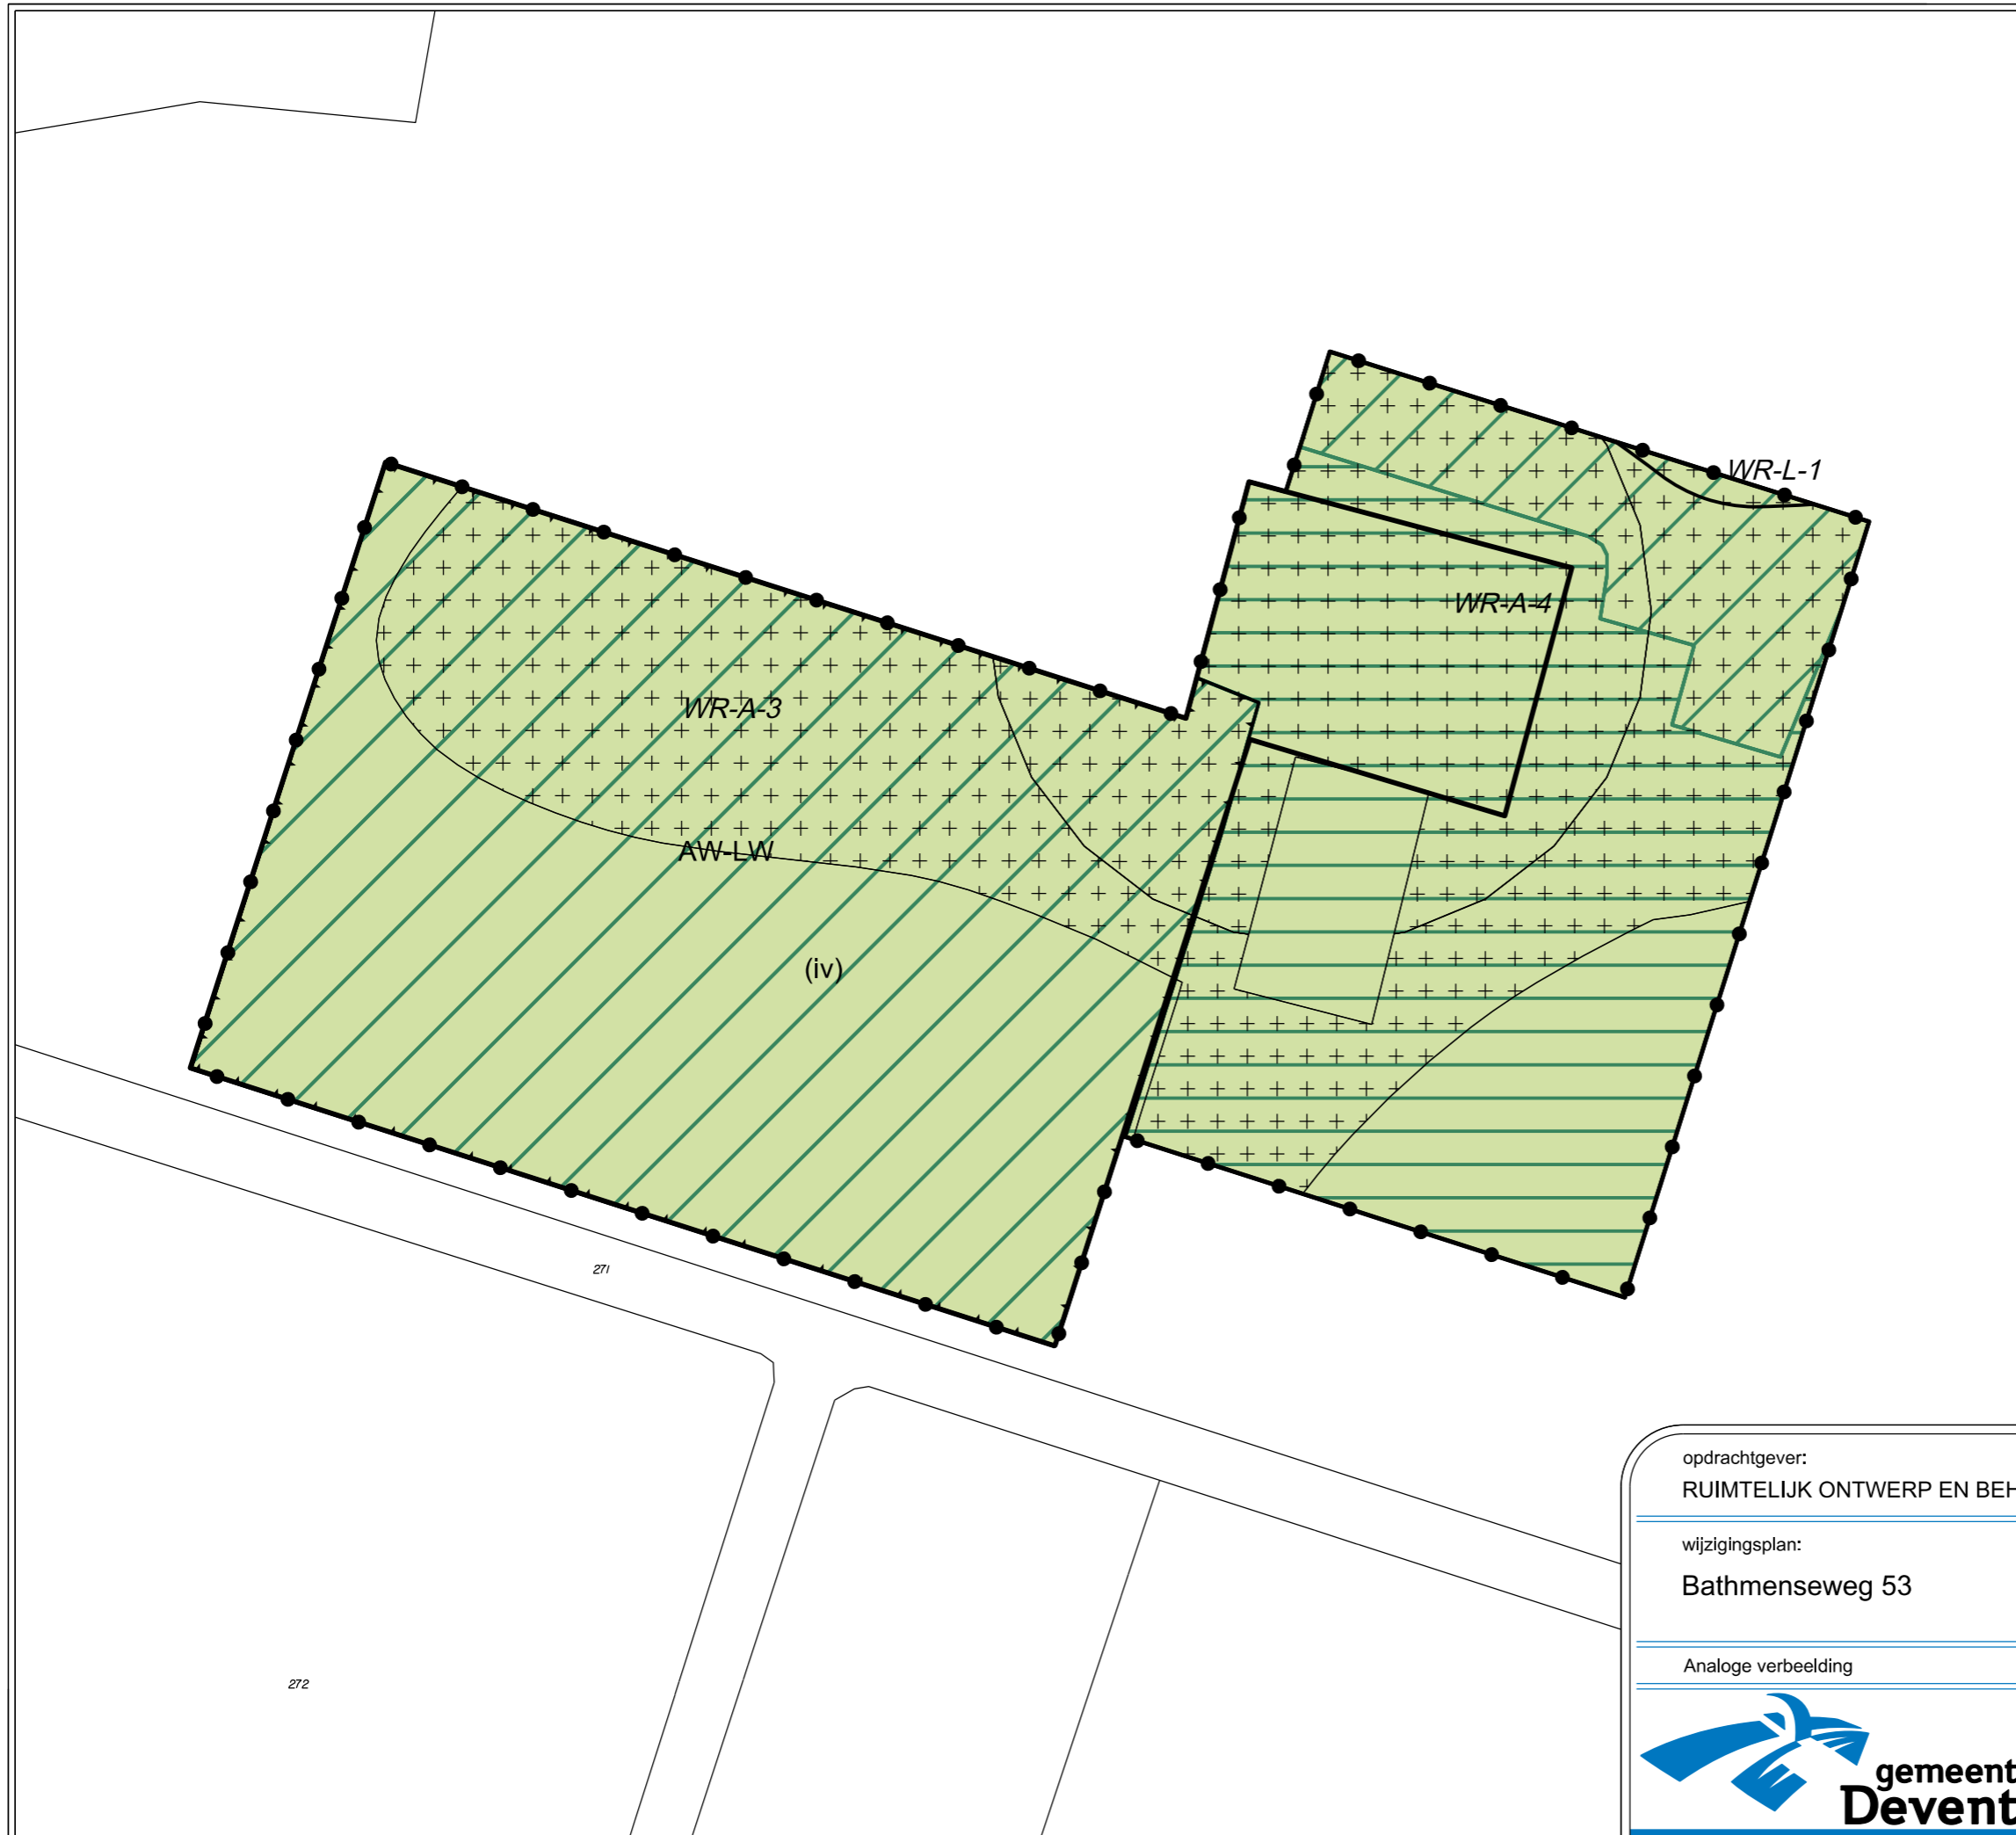 WR-L-1
WR-A-4
WR-A-3
AW-LW
(iv)
271
272
opdrachtgever:
RUIMTELIJK ONTWERP EN BEH
wijzigingsplan:
Bathmenseweg 53
Analoge verbeelding
gemeent
Devent